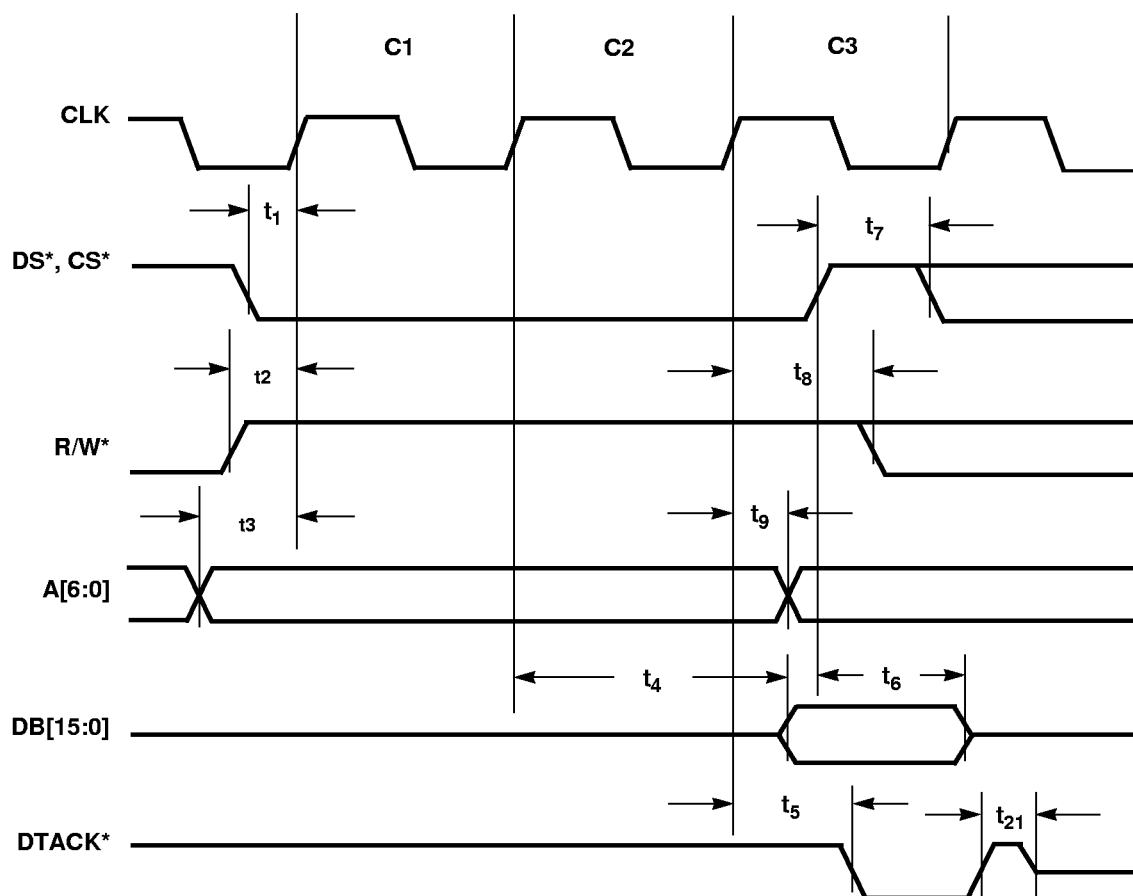 C1 C2 C3
CLK
t1
t7
DS*, CS*
t2
t8
R/W*
t3
t9
A[6:0]
t4
t6
DB[15:0]
t5
t21
DTACK*